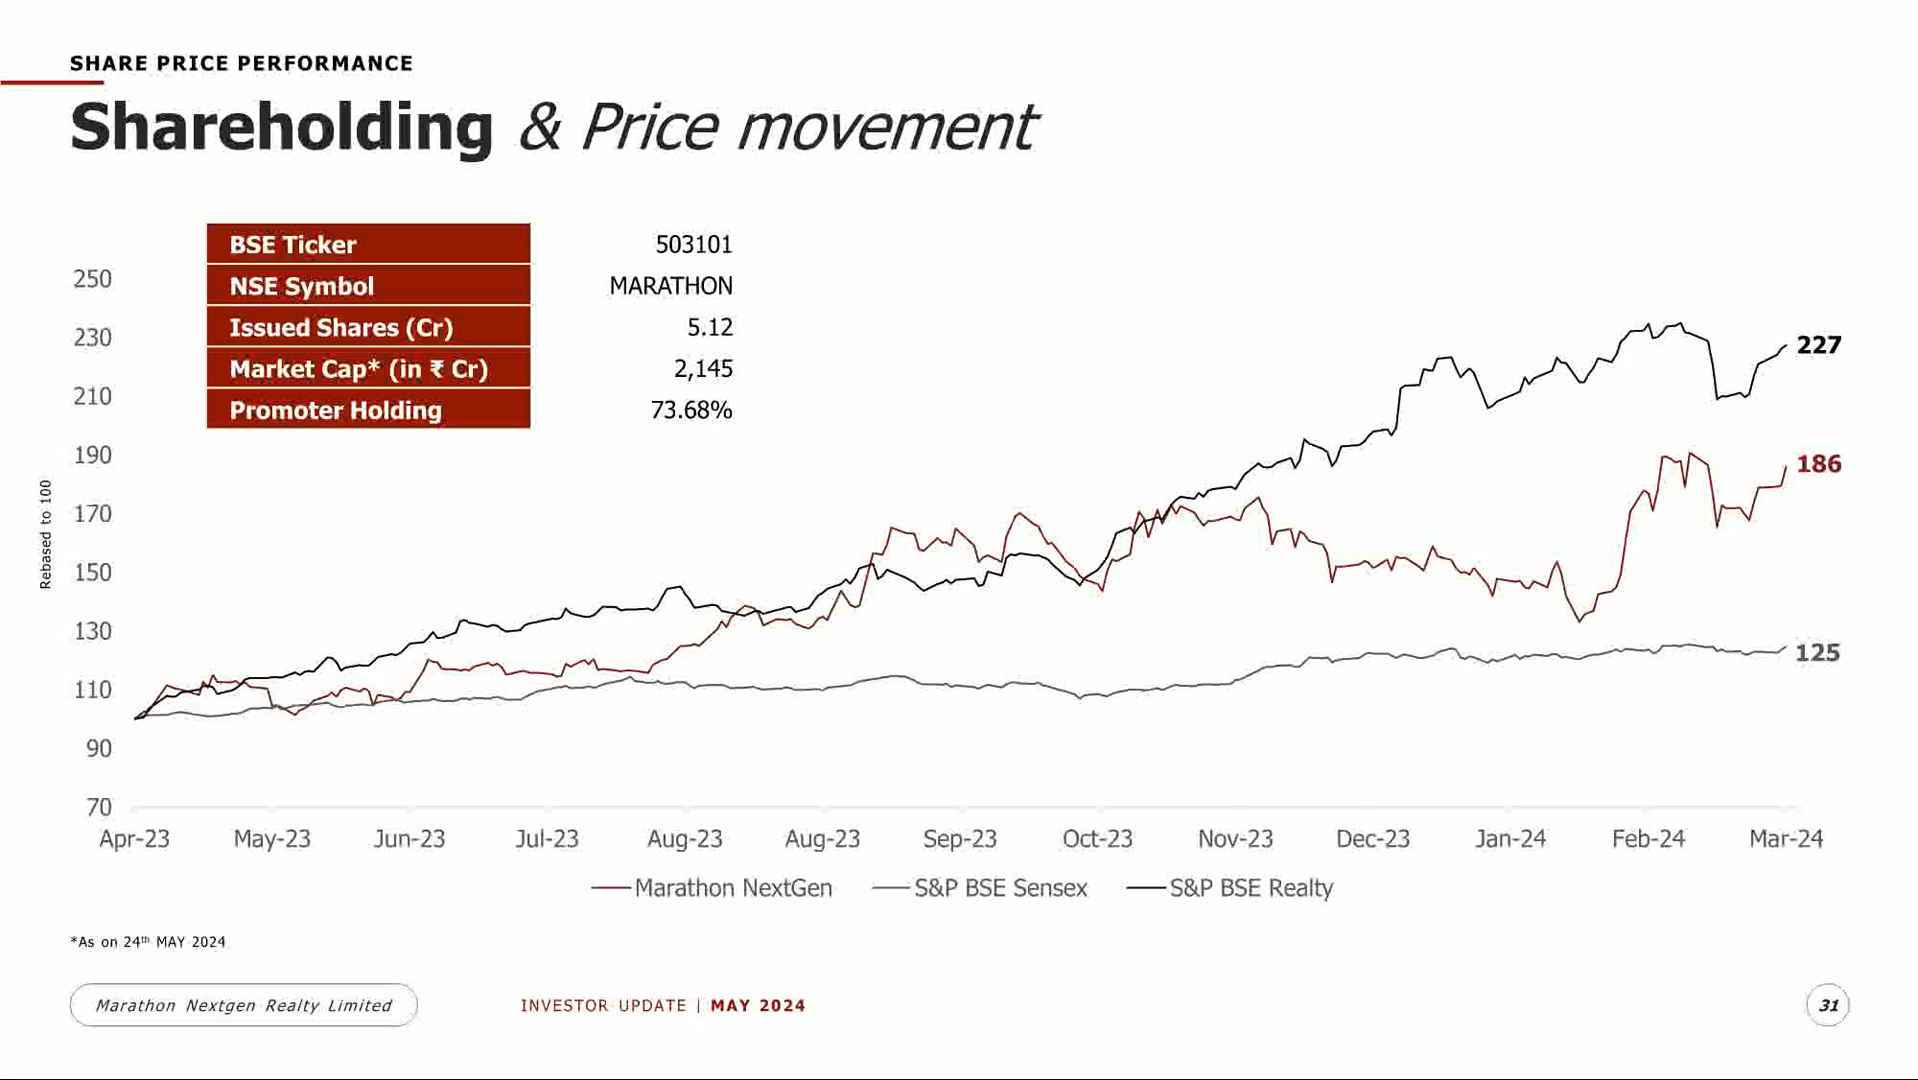 SHARE PRICE PERFORMANCE
Shareholding & Price movement
BSE Ticker 503101
NSE Symbol MARATHON
Issued Shares (Cr) 5.12
Market Cap* (in ₹ Cr) 2,145
Promoter Holding 73.68%
250
230
210
190
170
150
130
110
90
70
Rebased to 100
227
186
125
Apr-23 May-23 Jun-23 Jul-23 Aug-23 Aug-23 Sep-23 Oct-23 Nov-23 Dec-23 Jan-24 Feb-24 Mar-24
Marathon NextGen S&P BSE Sensex S&P BSE Realty
*As on 24th MAY 2024
Marathon Nextgen Realty Limited
INVESTOR UPDATE | MAY 2024
31